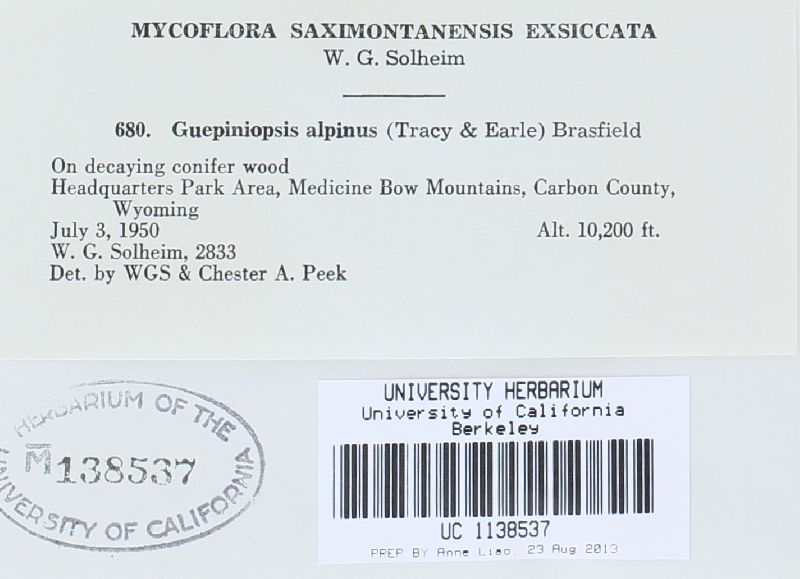 MYCOFLORA SAXIMONTANENSIS EXSICCATA
W. G. Solheim
680. Guepiniopsis alpinus (Tracy & Earle) Brasfield
On decaying conifer wood
Headquarters Park Area, Medicine Bow Mountains, Carbon County,
Wyoming
July 3, 1950 Alt. 10,200 ft.
W. G. Solheim, 2833
Det. by WGS & Chester A. Peek
HERBARIUM OF THE
M 1138537
UNIVERSITY OF CALIFORNIA
UNIVERSITY HERBARIUM
University of California
Berkeley
UC 1138537
PREP BY Anne Liao, 23 Aug 2013